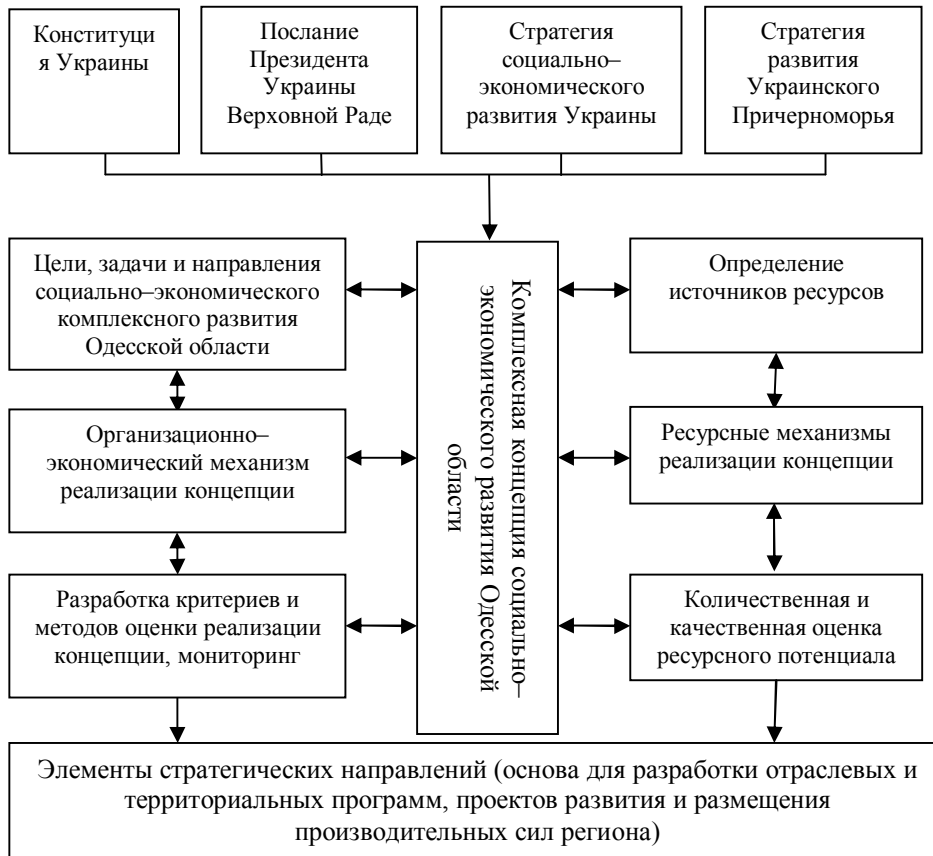 Конституци
я Украины
Послание
Президента
Украины
Верховной Раде
Стратегия
социально–
экономического
развития Украины
Стратегия
развития
Украинского
Причерноморья
Цели, задачи и направления
социально–экономического
комплексного развития
Одесской области
Организационно–
экономический механизм
реализации концепции
Разработка критериев и
методов оценки реализации
концепции, мониторинг
Комплексная концепция социально–
экономического развития Одесской
области
Определение
источников ресурсов
Ресурсные механизмы
реализации концепции
Количественная и
качественная оценка
ресурсного потенциала
Элементы стратегических направлений (основа для разработки отраслевых и
территориальных программ, проектов развития и размещения
производительных сил региона)